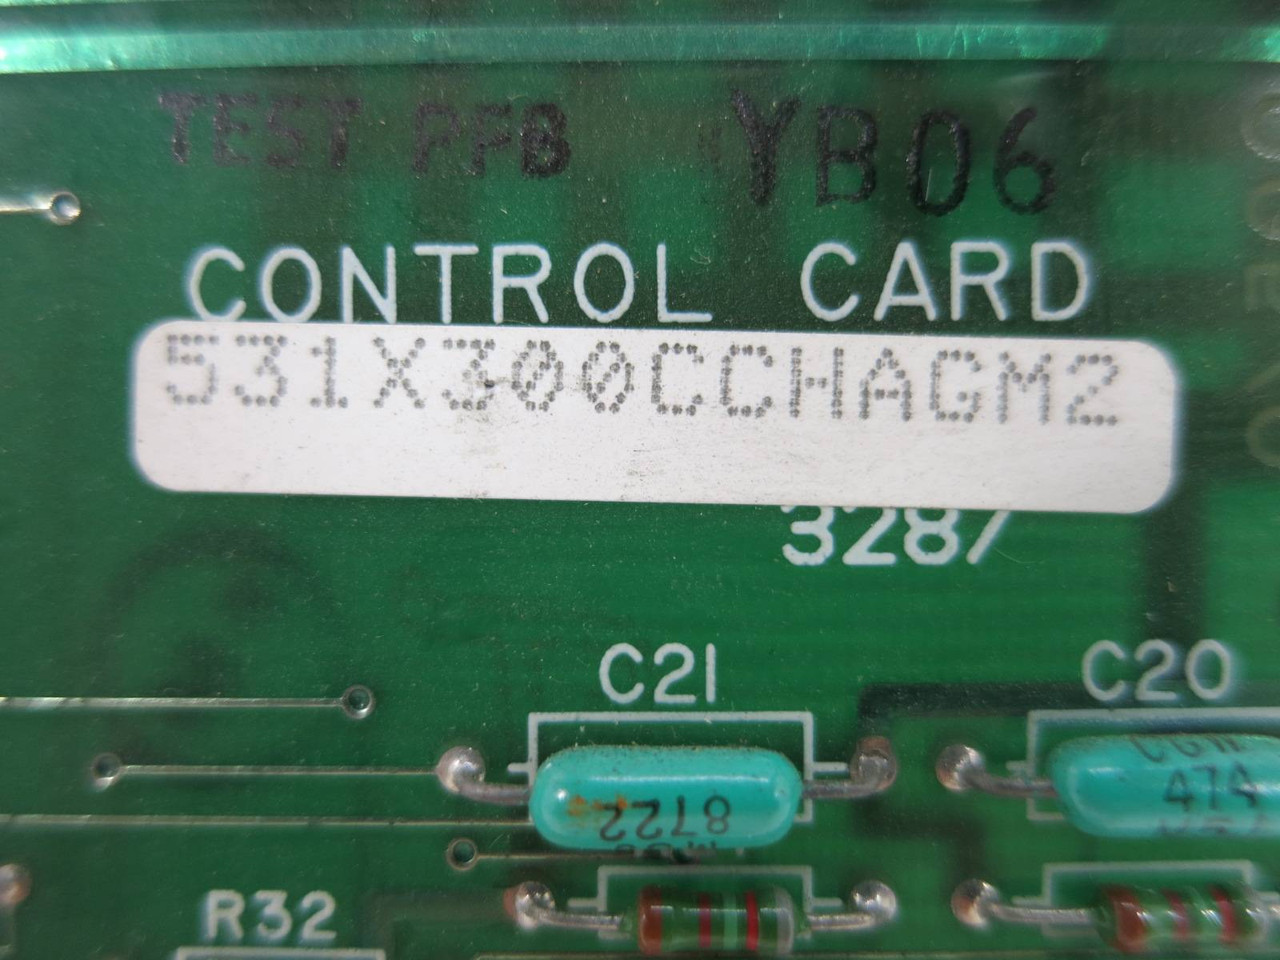 TEST PFB YB06
CONTROL CARD
531X300CCHAGM2
3287
C21
C20
8722
474
R32